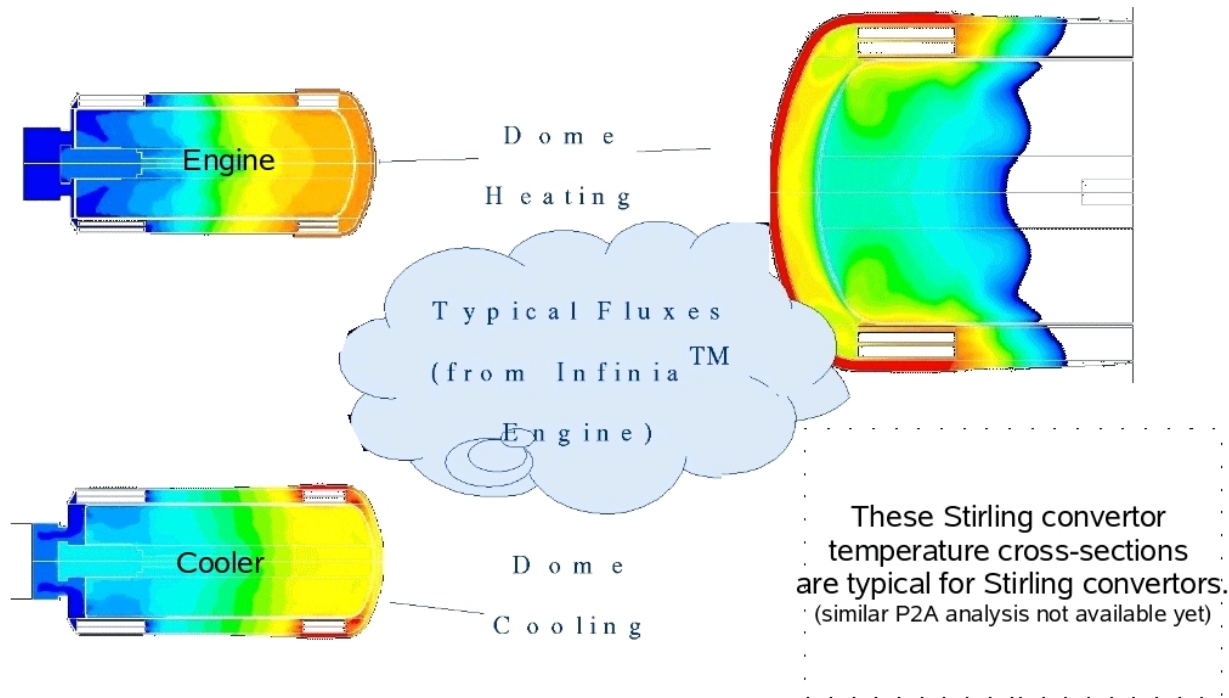 Engine
Dome
Heating
Typical Fluxes
(from Infinia TM
Engine)
Cooler
Dome
Cooling
These Stirling convertor
temperature cross-sections
are typical for Stirling convertors.
(similar P2A analysis not available yet)